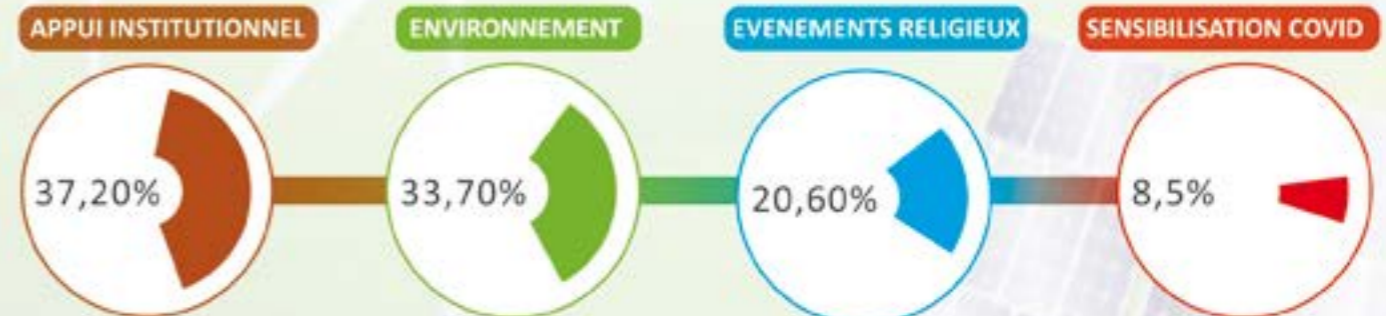 APPUI INSTITUTIONNEL
ENVIRONNEMENT
EVENEMENTS RELIGIEUX
SENSIBILISATION COVID
37,20%
33,70%
20,60%
8,5%